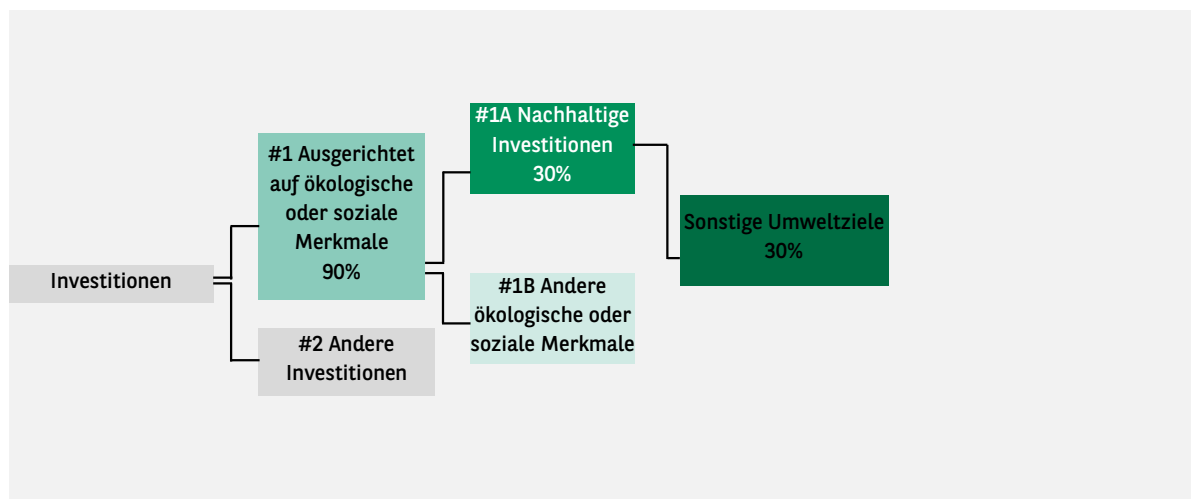 Investitionen
#1 Ausgerichtet
auf ökologische
oder soziale
Merkmale
90%
#2 Andere
Investitionen
#1A Nachhaltige
Investitionen
30%
#1B Andere
ökologische oder
soziale Merkmale
Sonstige Umweltziele
30%